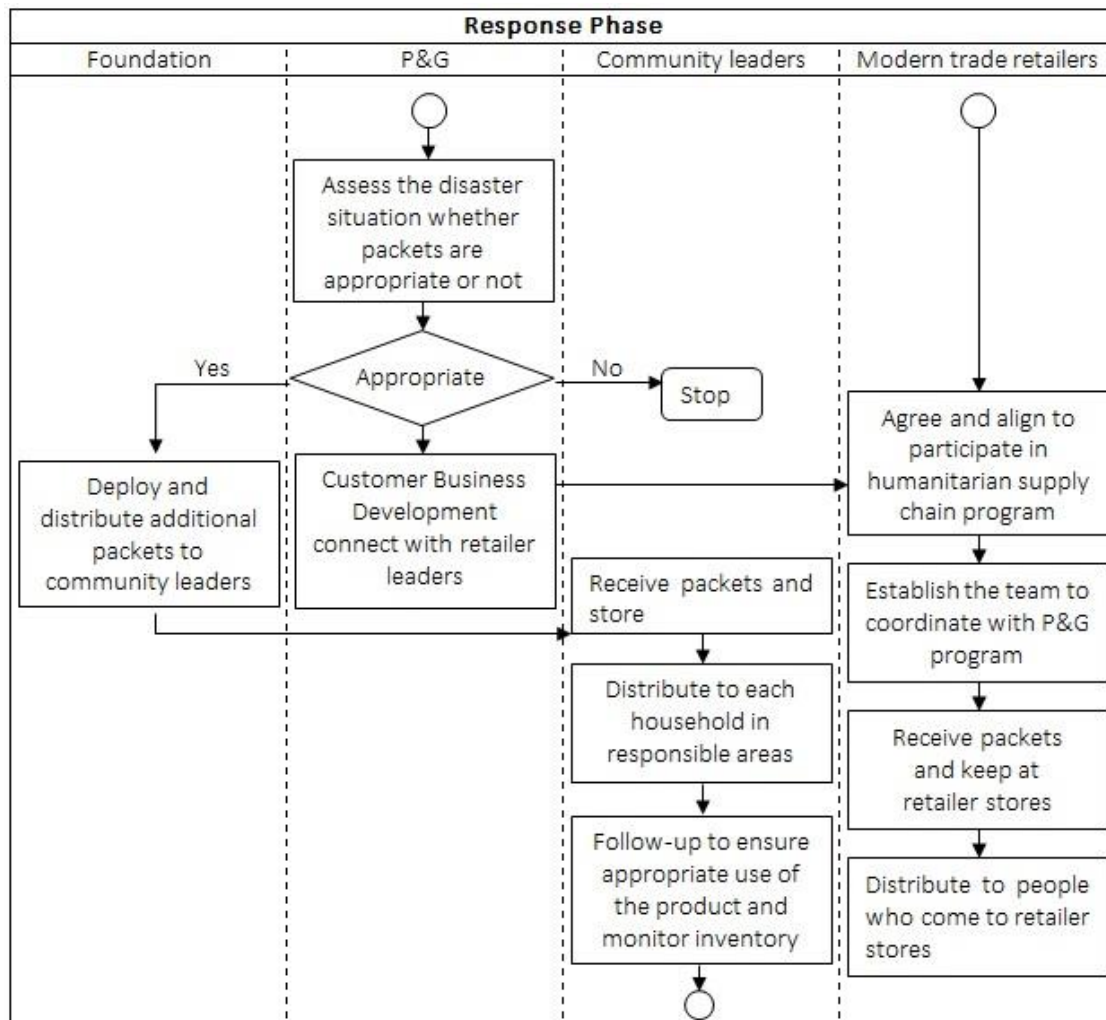 Response Phase
Foundation
P&G
Community leaders
Modern trade retailers
Assess the disaster
situation whether
packets are
appropriate or not
Yes
Appropriate
No
Stop
Deploy and
distribute additional
packets to
community leaders
Customer Business
Development
connect with retailer
leaders
Agree and align to
participate in
humanitarian supply
chain program
Receive packets and
store
Establish the team to
coordinate with P&G
program
Distribute to each
household in
responsible areas
Receive packets
and keep at
retailer stores
Follow-up to ensure
appropriate use of
the product and
monitor inventory
Distribute to people
who come to retailer
stores